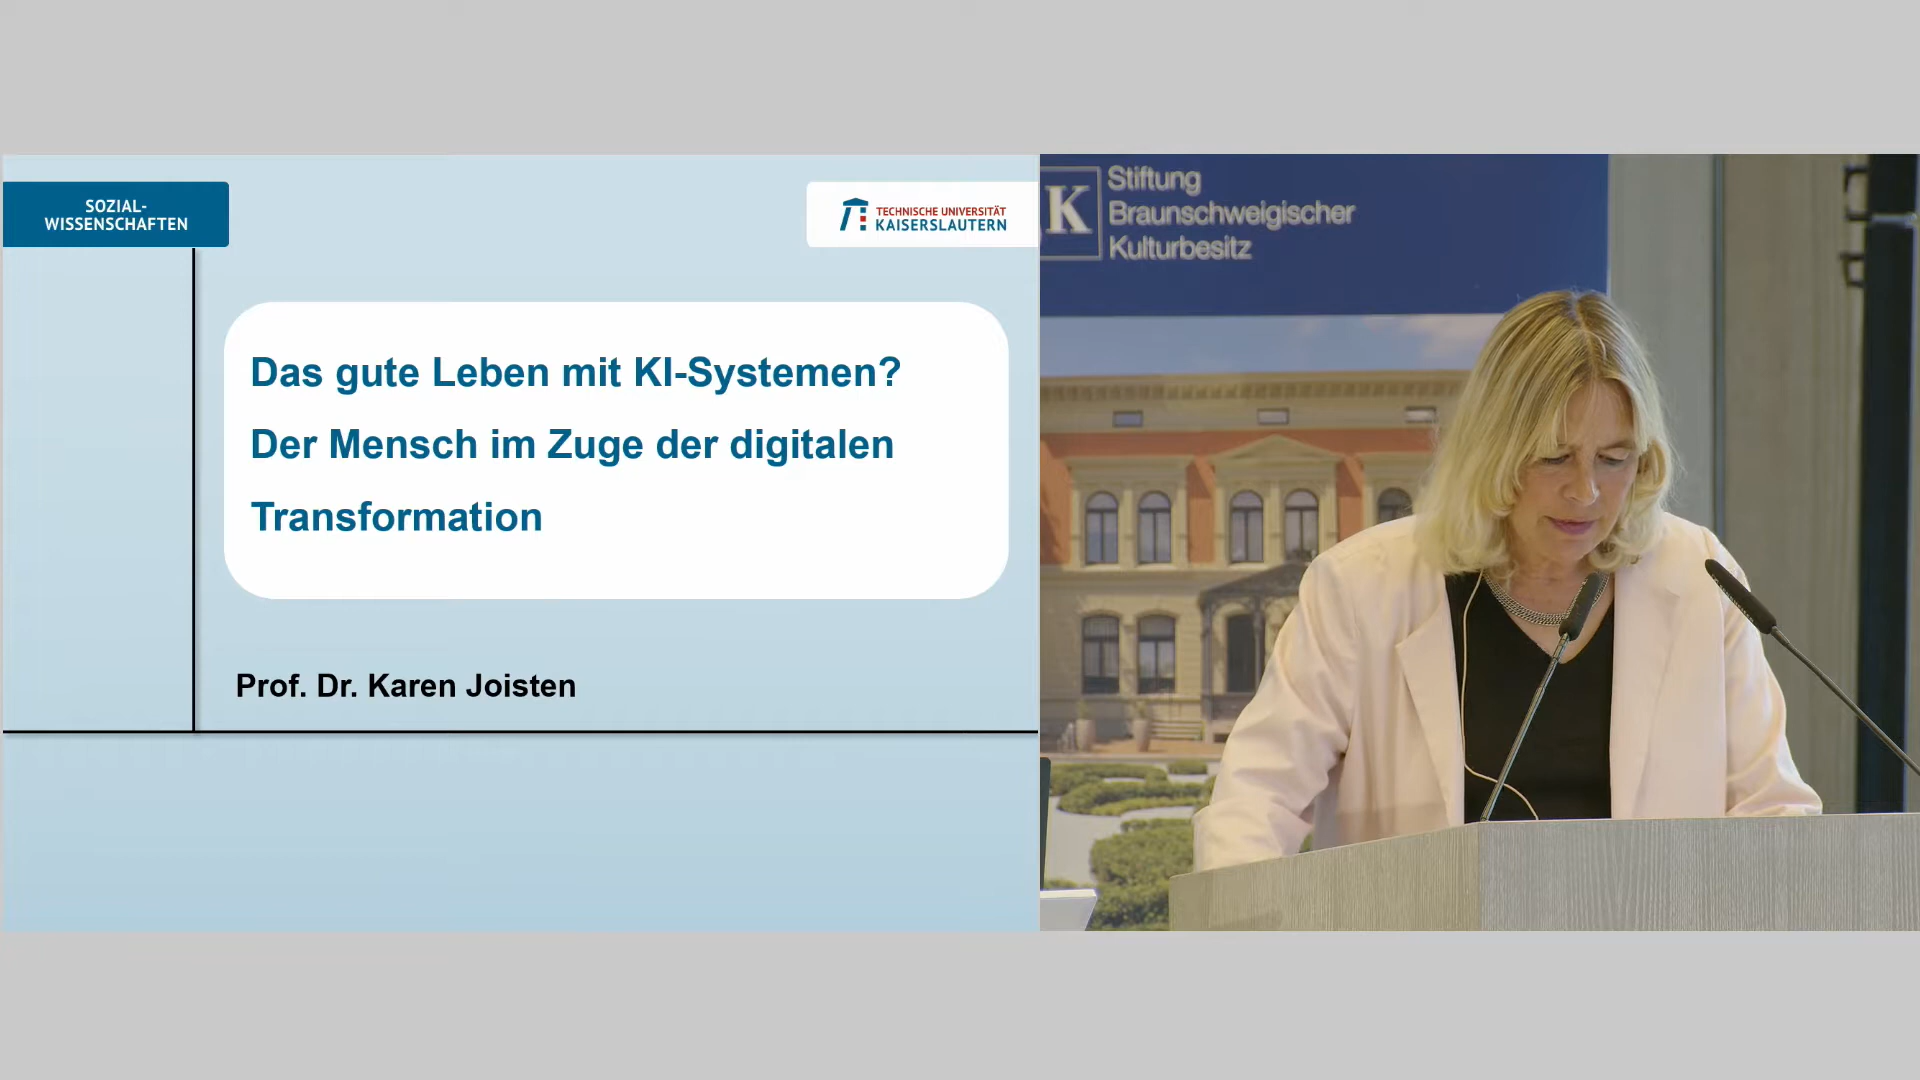 SOZIAL-
WISSENSCHAFTEN
TECHNISCHE UNIVERSITÄT
KAISERSLAUTERN
Das gute Leben mit KI-Systemen?
Der Mensch im Zuge der digitalen
Transformation
Prof. Dr. Karen Joisten
K
Stiftung
Braunschweigischer
Kulturbesitz